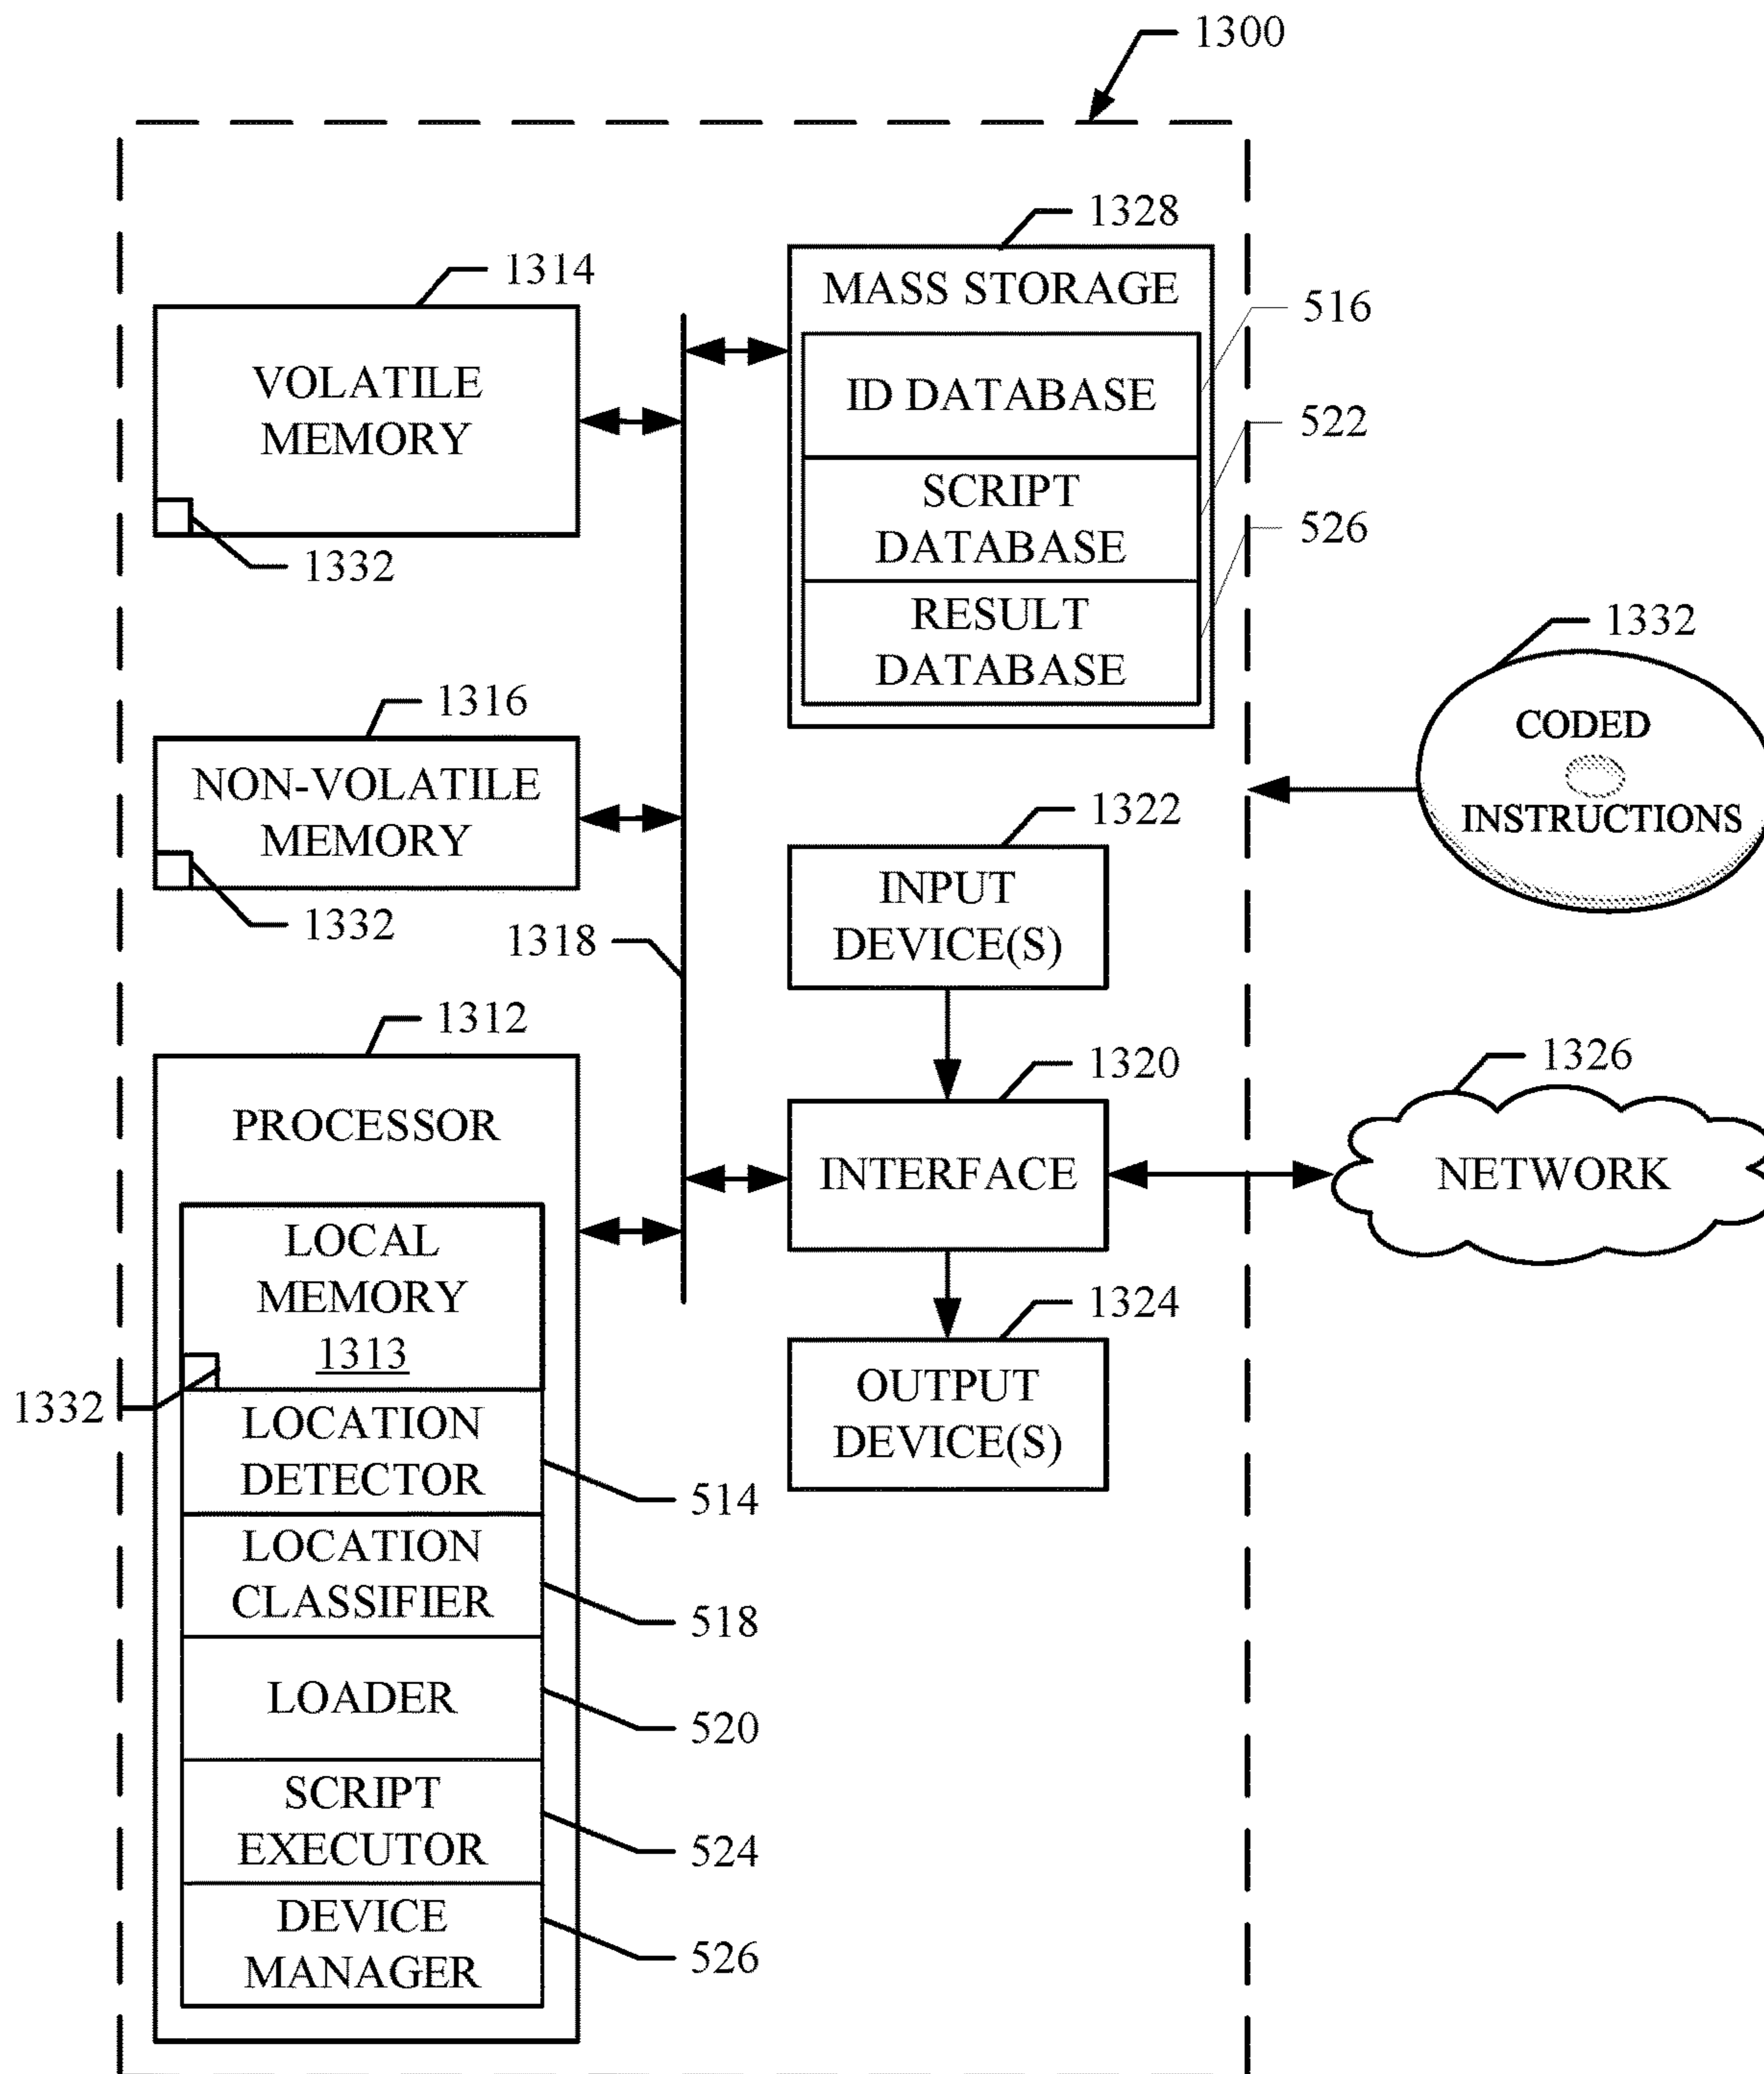 1300
1328
MASS STORAGE
516
ID DATABASE
522
SCRIPT
DATABASE
526
RESULT
DATABASE
1314
VOLATILE
MEMORY
1332
1332
CODED
INSTRUCTIONS
1316
NON-VOLATILE
MEMORY
1332
1318
1322
INPUT
DEVICE(S)
1312
PROCESSOR
1320
INTERFACE
1326
NETWORK
LOCAL
MEMORY
1313
1332
1324
OUTPUT
DEVICE(S)
LOCATION
DETECTOR
514
LOCATION
CLASSIFIER
518
LOADER
520
SCRIPT
EXECUTOR
524
DEVICE
MANAGER
526